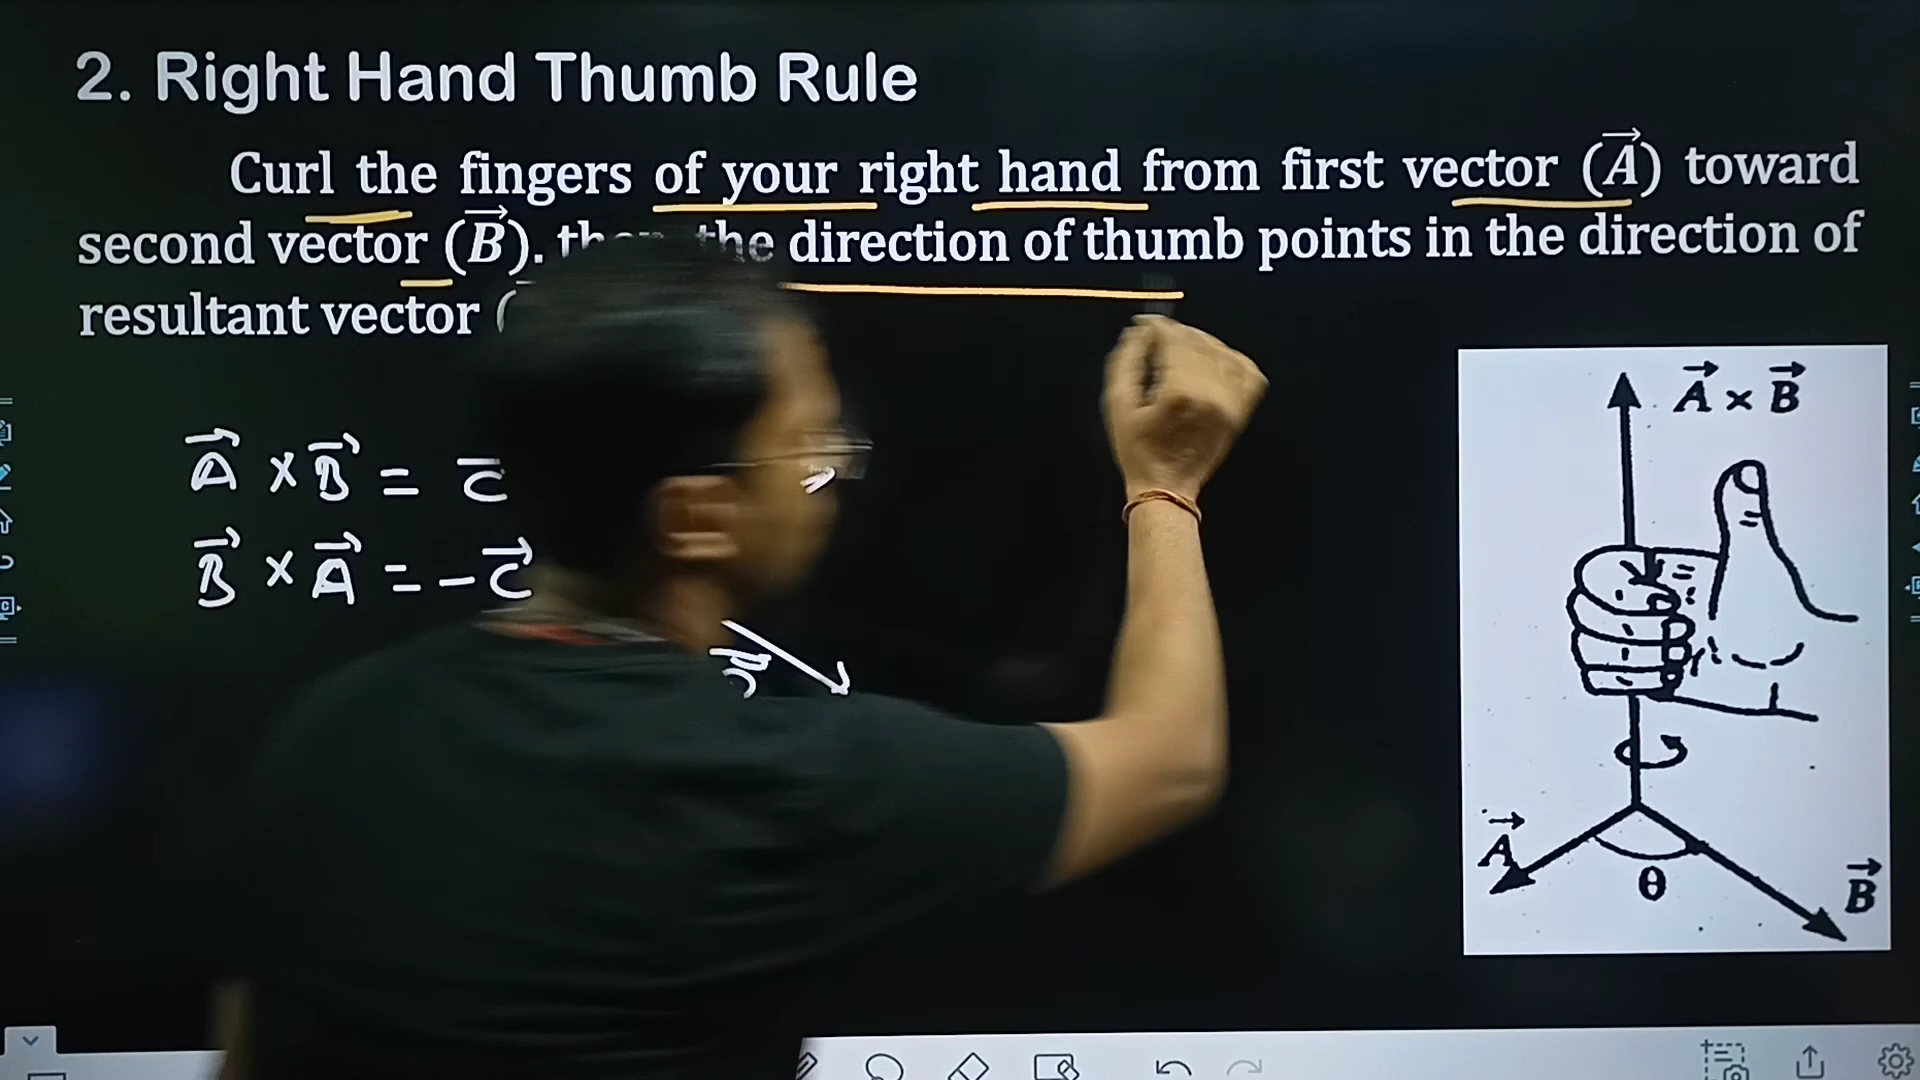 2. Right Hand Thumb Rule
Curl the fingers of your right hand from first vector (A⃗) toward
second vector (B⃗). the direction of thumb points in the direction of
resultant vector (
A⃗ × B⃗ = C
B⃗ × A⃗ = -C⃗
A⃗ × B⃗
A⃗
θ
B⃗